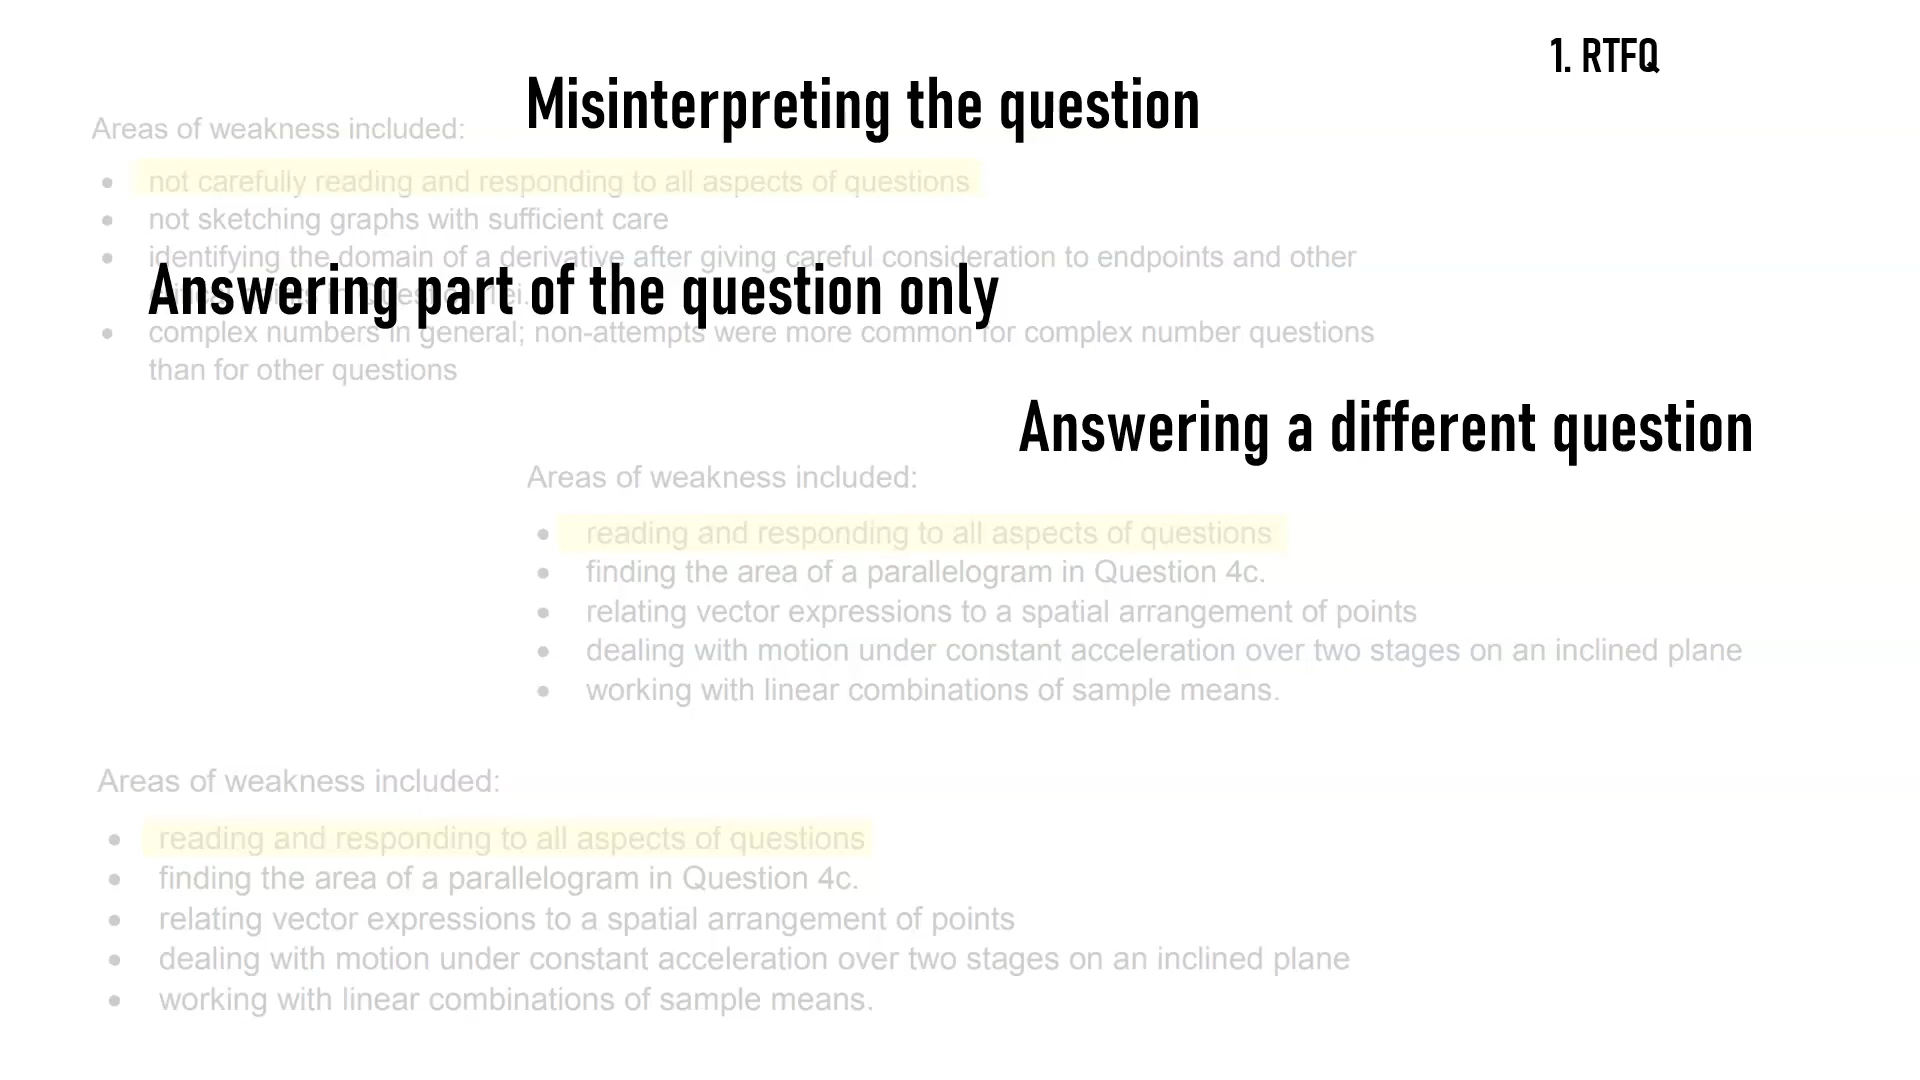 1. RTFQ
Misinterpreting the question
Areas of weakness included:
• not carefully reading and responding to all aspects of questions
• not sketching graphs with sufficient care
• identifying the domain of a derivative after giving careful consideration to endpoints and other
Answering part of the question only
• complex numbers in general; non-attempts were more common for complex number questions
than for other questions
Answering a different question
Areas of weakness included:
• reading and responding to all aspects of questions
• finding the area of a parallelogram in Question 4c.
• relating vector expressions to a spatial arrangement of points
• dealing with motion under constant acceleration over two stages on an inclined plane
• working with linear combinations of sample means.
Areas of weakness included:
• reading and responding to all aspects of questions
• finding the area of a parallelogram in Question 4c.
• relating vector expressions to a spatial arrangement of points
• dealing with motion under constant acceleration over two stages on an inclined plane
• working with linear combinations of sample means.